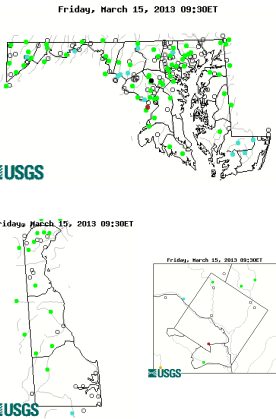 Friday, March 15, 2013 09:30ET
USGS
riday, March 15, 2013 09:30ET
Friday, March 15, 2013 09:30ET
USGS
USGS